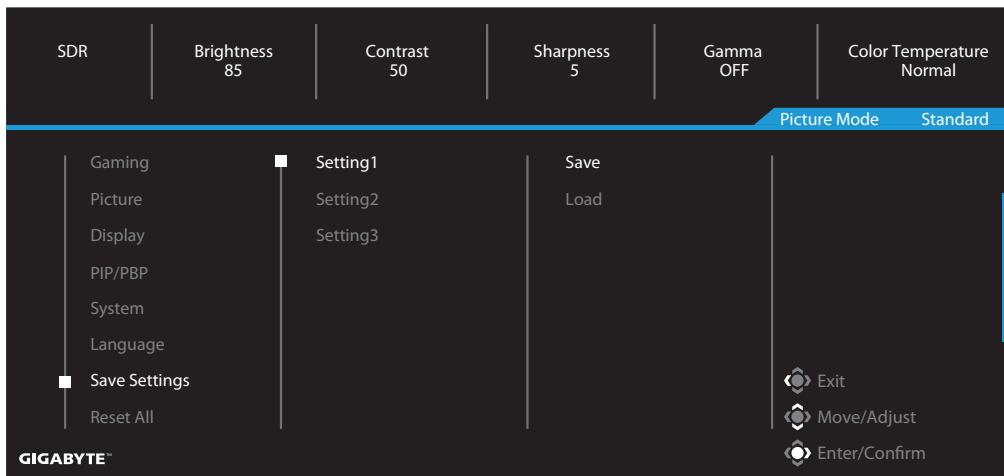 SDR
Brightness
85
Contrast
50
Sharpness
5
Gamma
OFF
Color Temperature
Normal
Picture Mode Standard
Gaming
Picture
Display
PIP/PBP
System
Language
Save Settings
Reset All
Setting1
Setting2
Setting3
Save
Load
Exit
Move/Adjust
Enter/Confirm
GIGABYTE™